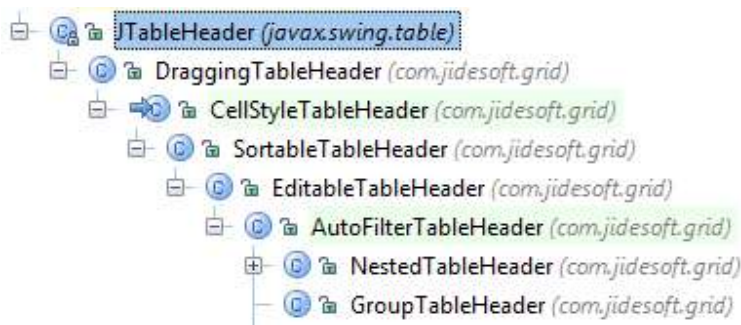 JTableHeader (javax.swing.table)
DraggingTableHeader (com.jidesoft.grid)
CellStyleTableHeader (com.jidesoft.grid)
SortableTableHeader (com.jidesoft.grid)
EditableTableHeader (com.jidesoft.grid)
AutoFilterTableHeader (com.jidesoft.grid)
NestedTableHeader (com.jidesoft.grid)
GroupTableHeader (com.jidesoft.grid)